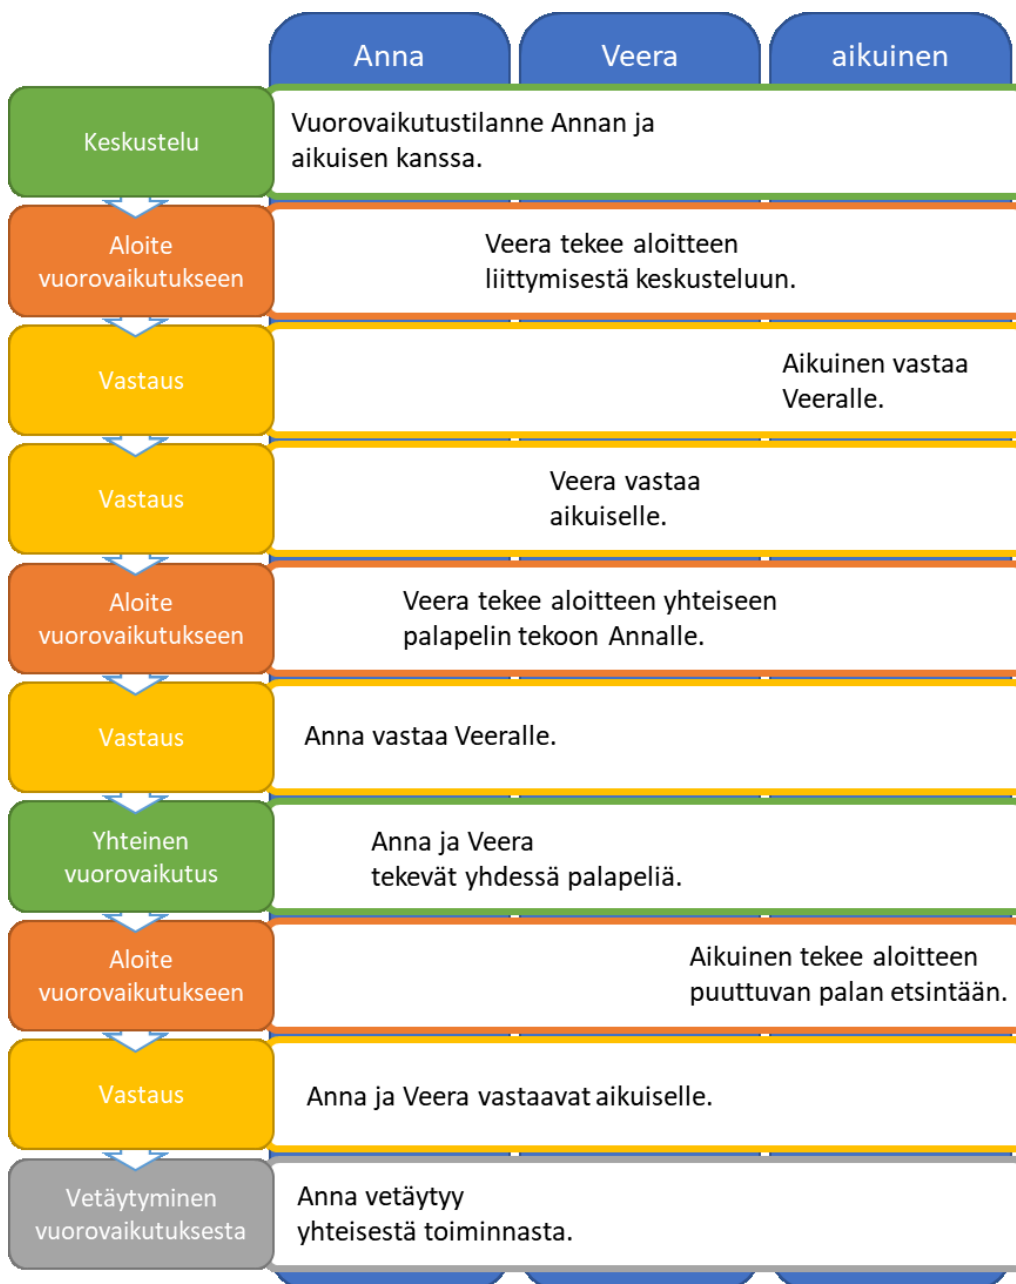 Anna
Veera
aikuinen
Keskustelu
Vuorovaikutustilanne Annan ja
aikuisen kanssa.
Aloite
vuorovaikutukseen
Veera tekee aloitteen
liittymisestä keskusteluun.
Vastaus
Aikuinen vastaa
Veeralle.
Vastaus
Veera vastaa
aikuiselle.
Aloite
vuorovaikutukseen
Veera tekee aloitteen yhteiseen
palapelin tekoon Annalle.
Vastaus
Anna vastaa Veeralle.
Yhteinen
vuorovaikutus
Anna ja Veera
tekevät yhdessä palapeliä.
Aloite
vuorovaikutukseen
Aikuinen tekee aloitteen
puuttuvan palan etsintään.
Vastaus
Anna ja Veera vastaavat aikuiselle.
Vetäytyminen
vuorovaikutuksesta
Anna vetäytyy
yhteisestä toiminnasta.